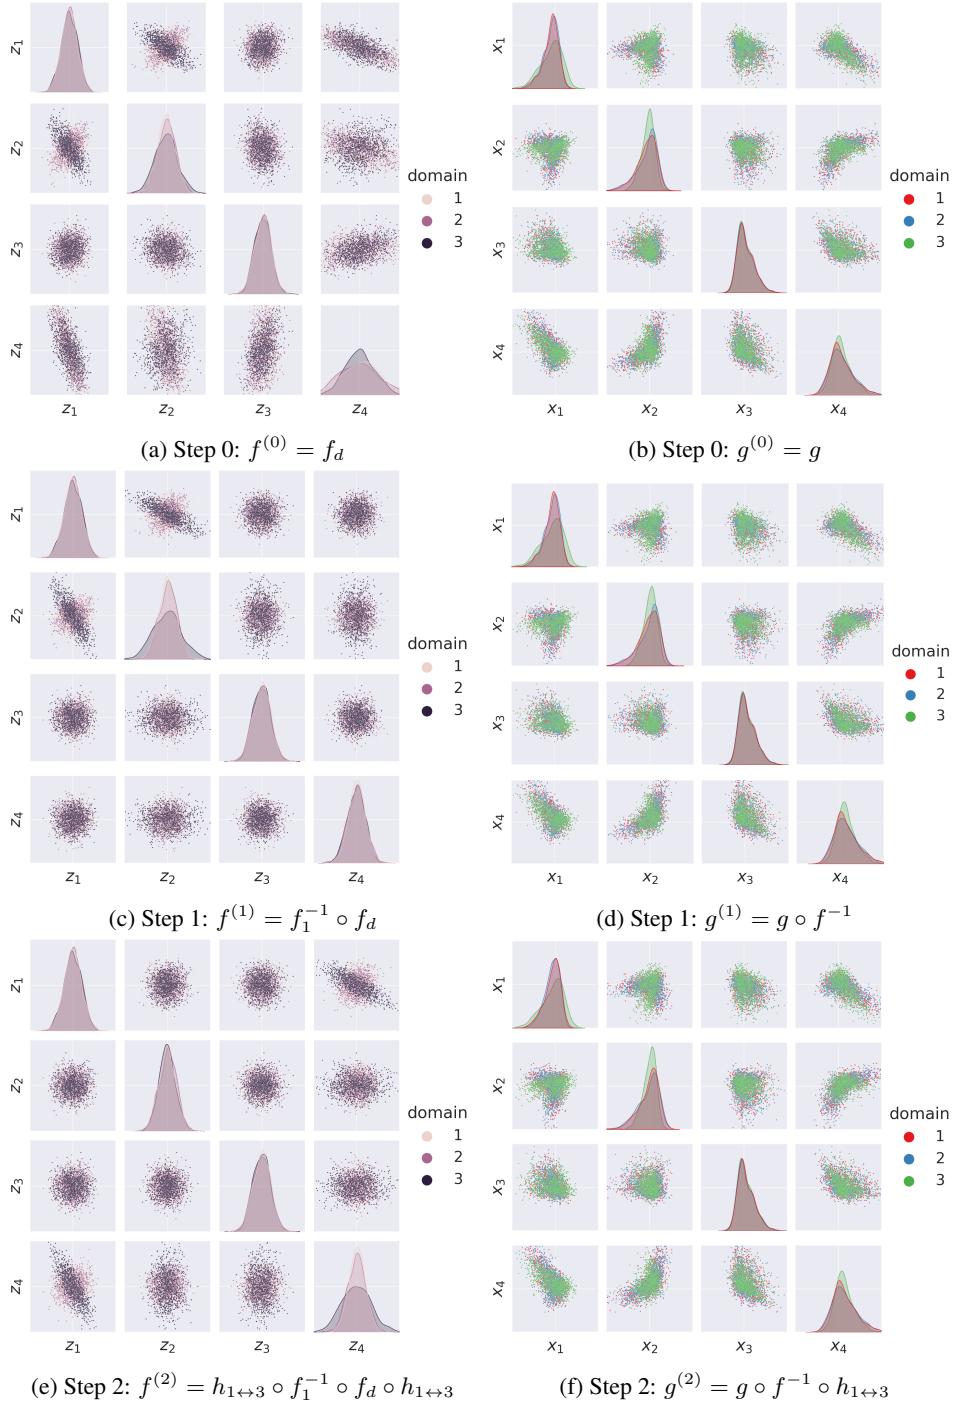 z1
z2
z3
z4
z1 z2 z3 z4
domain
1
2
3
(a) Step 0: f^(0) = f_d
x1
x2
x3
x4
x1 x2 x3 x4
domain
1
2
3
(b) Step 0: g^(0) = g
z1
z2
z3
z4
z1 z2 z3 z4
domain
1
2
3
(c) Step 1: f^(1) = f_1^−1 ∘ f_d
x1
x2
x3
x4
x1 x2 x3 x4
domain
1
2
3
(d) Step 1: g^(1) = g ∘ f^−1
z1
z2
z3
z4
z1 z2 z3 z4
domain
1
2
3
(e) Step 2: f^(2) = h_1↔3 ∘ f_1^−1 ∘ f_d ∘ h_1↔3
x1
x2
x3
x4
x1 x2 x3 x4
domain
1
2
3
(f) Step 2: g^(2) = g ∘ f^−1 ∘ h_1↔3